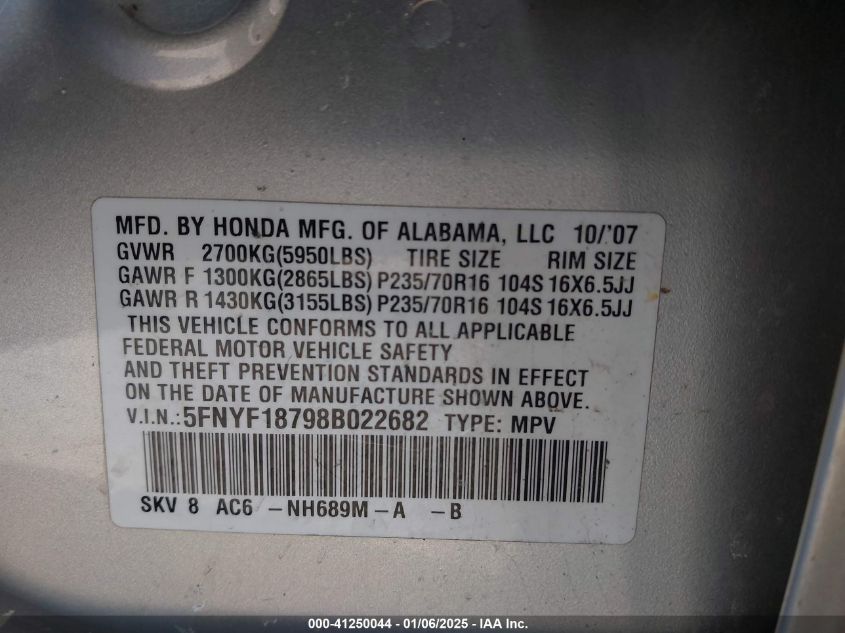 MFD. BY HONDA MFG. OF ALABAMA, LLC 10/'07
GVWR 2700KG(5950LBS) TIRE SIZE RIM SIZE
GAWR F 1300KG(2865LBS) P235/70R16 104S 16X6.5JJ
GAWR R 1430KG(3155LBS) P235/70R16 104S 16X6.5JJ
THIS VEHICLE CONFORMS TO ALL APPLICABLE
FEDERAL MOTOR VEHICLE SAFETY
AND THEFT PREVENTION STANDARDS IN EFFECT
ON THE DATE OF MANUFACTURE SHOWN ABOVE.
V.I.N.: 5FNYF18798B022682 TYPE: MPV
SKV 8 AC6 -NH689M-A -B
000-41250044 - 01/06/2025 - IAA Inc.